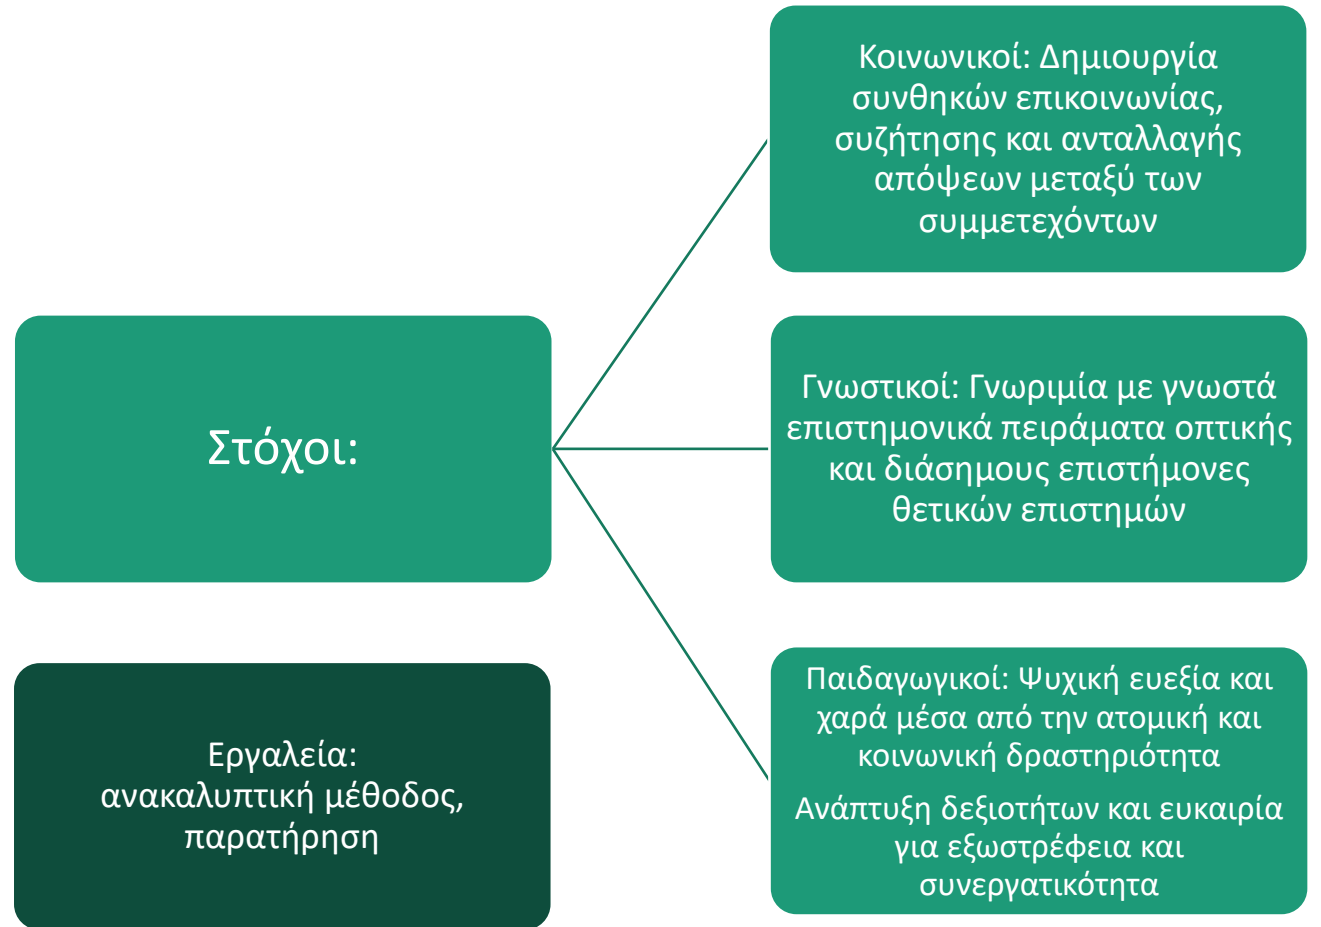 Στόχοι:
Κοινωνικοί: Δημιουργία
συνθηκών επικοινωνίας,
συζήτησης και ανταλλαγής
απόψεων μεταξύ των
συμμετεχόντων
Γνωστικοί: Γνωριμία με γνωστά
επιστημονικά πειράματα οπτικής
και διάσημους επιστήμονες
θετικών επιστημών
Παιδαγωγικοί: Ψυχική ευεξία και
χαρά μέσα από την ατομική και
κοινωνική δραστηριότητα
Ανάπτυξη δεξιοτήτων και ευκαιρία
για εξωστρέφεια και
συνεργατικότητα
Εργαλεία:
ανακαλυπτική μέθοδος,
παρατήρηση